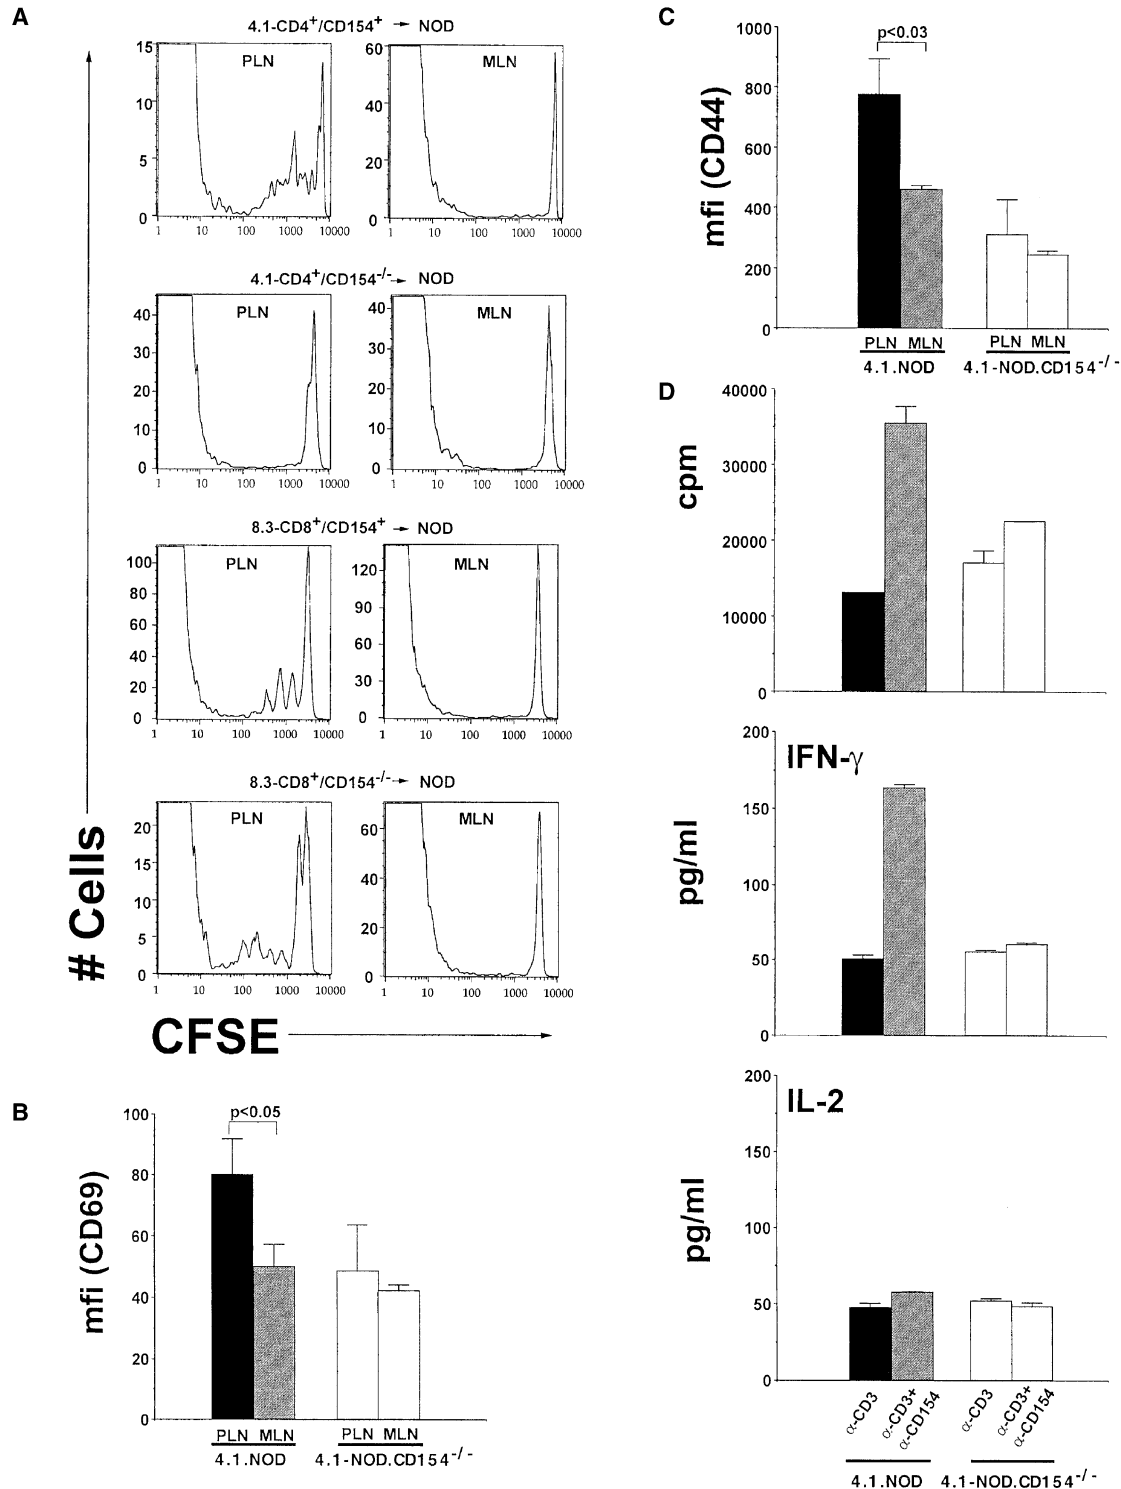 A
4.1-CD4+/CD154+ → NOD
PLN
15
10
5
0
1 10 100 1000 10000
MLN
60
40
20
0
1 10 100 1000 10000
4.1-CD4+/CD154-/- → NOD
PLN
40
30
20
10
0
1 10 100 1000 10000
MLN
40
30
20
10
0
1 10 100 1000 10000
8.3-CD8+/CD154+ → NOD
PLN
100
80
60
40
20
0
1 10 100 1000 10000
MLN
120
90
60
30
0
1 10 100 1000 10000
8.3-CD8+/CD154-/- → NOD
PLN
20
15
10
5
0
1 10 100 1000 10000
MLN
60
40
20
0
1 10 100 1000 10000
# Cells
CFSE
B
mfi (CD69)
100
80
60
40
20
0
p<0.05
PLN MLN PLN MLN
4.1.NOD 4.1-NOD.CD154-/-
C
mfi (CD44)
1000
800
600
400
200
0
p<0.03
PLN MLN PLN MLN
4.1.NOD 4.1-NOD.CD154-/-
D
cpm
40000
30000
20000
10000
0
IFN-γ
pg/ml
200
150
100
50
0
IL-2
pg/ml
200
150
100
50
0
α-CD3
α-CD3+
α-CD154
α-CD3
α-CD3+
α-CD154
4.1.NOD 4.1-NOD.CD154-/-